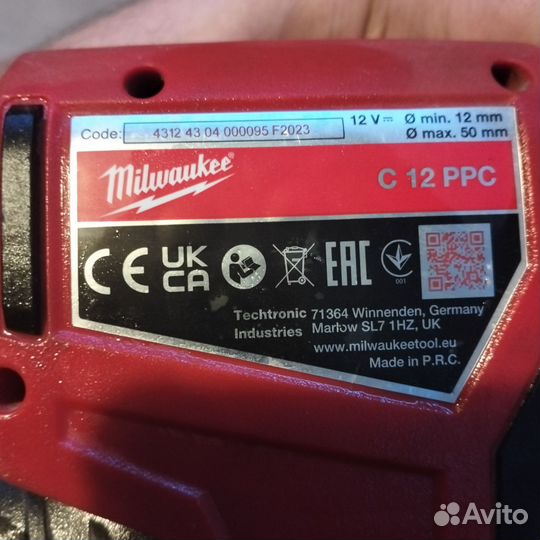 Code: 4312 43 04 000095 F2023
12 V ⎓ Ø min. 12 mm
Ø max. 50 mm
Milwaukee
C 12 PPC
CE UK CA EAC 001
Techtronic Industries
71364 Winnenden, Germany
Marlow SL7 1HZ, UK
www.milwaukeetool.eu
Made in P.R.C.
Avito